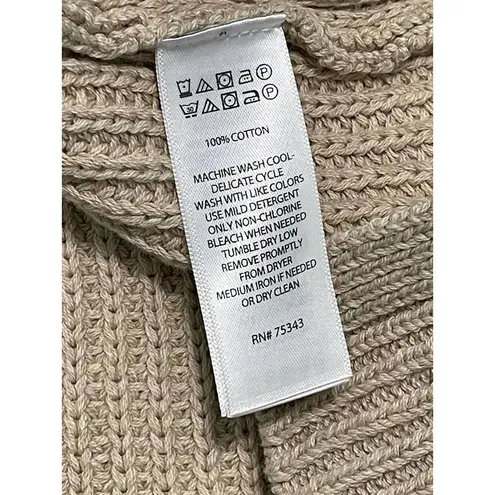 100% COTTON
MACHINE WASH COOL-
DELICATE CYCLE
WASH WITH LIKE COLORS
USE MILD DETERGENT
ONLY NON-CHLORINE
BLEACH WHEN NEEDED
TUMBLE DRY LOW
REMOVE PROMPTLY
FROM DRYER
MEDIUM IRON IF NEEDED
OR DRY CLEAN
RN# 75343